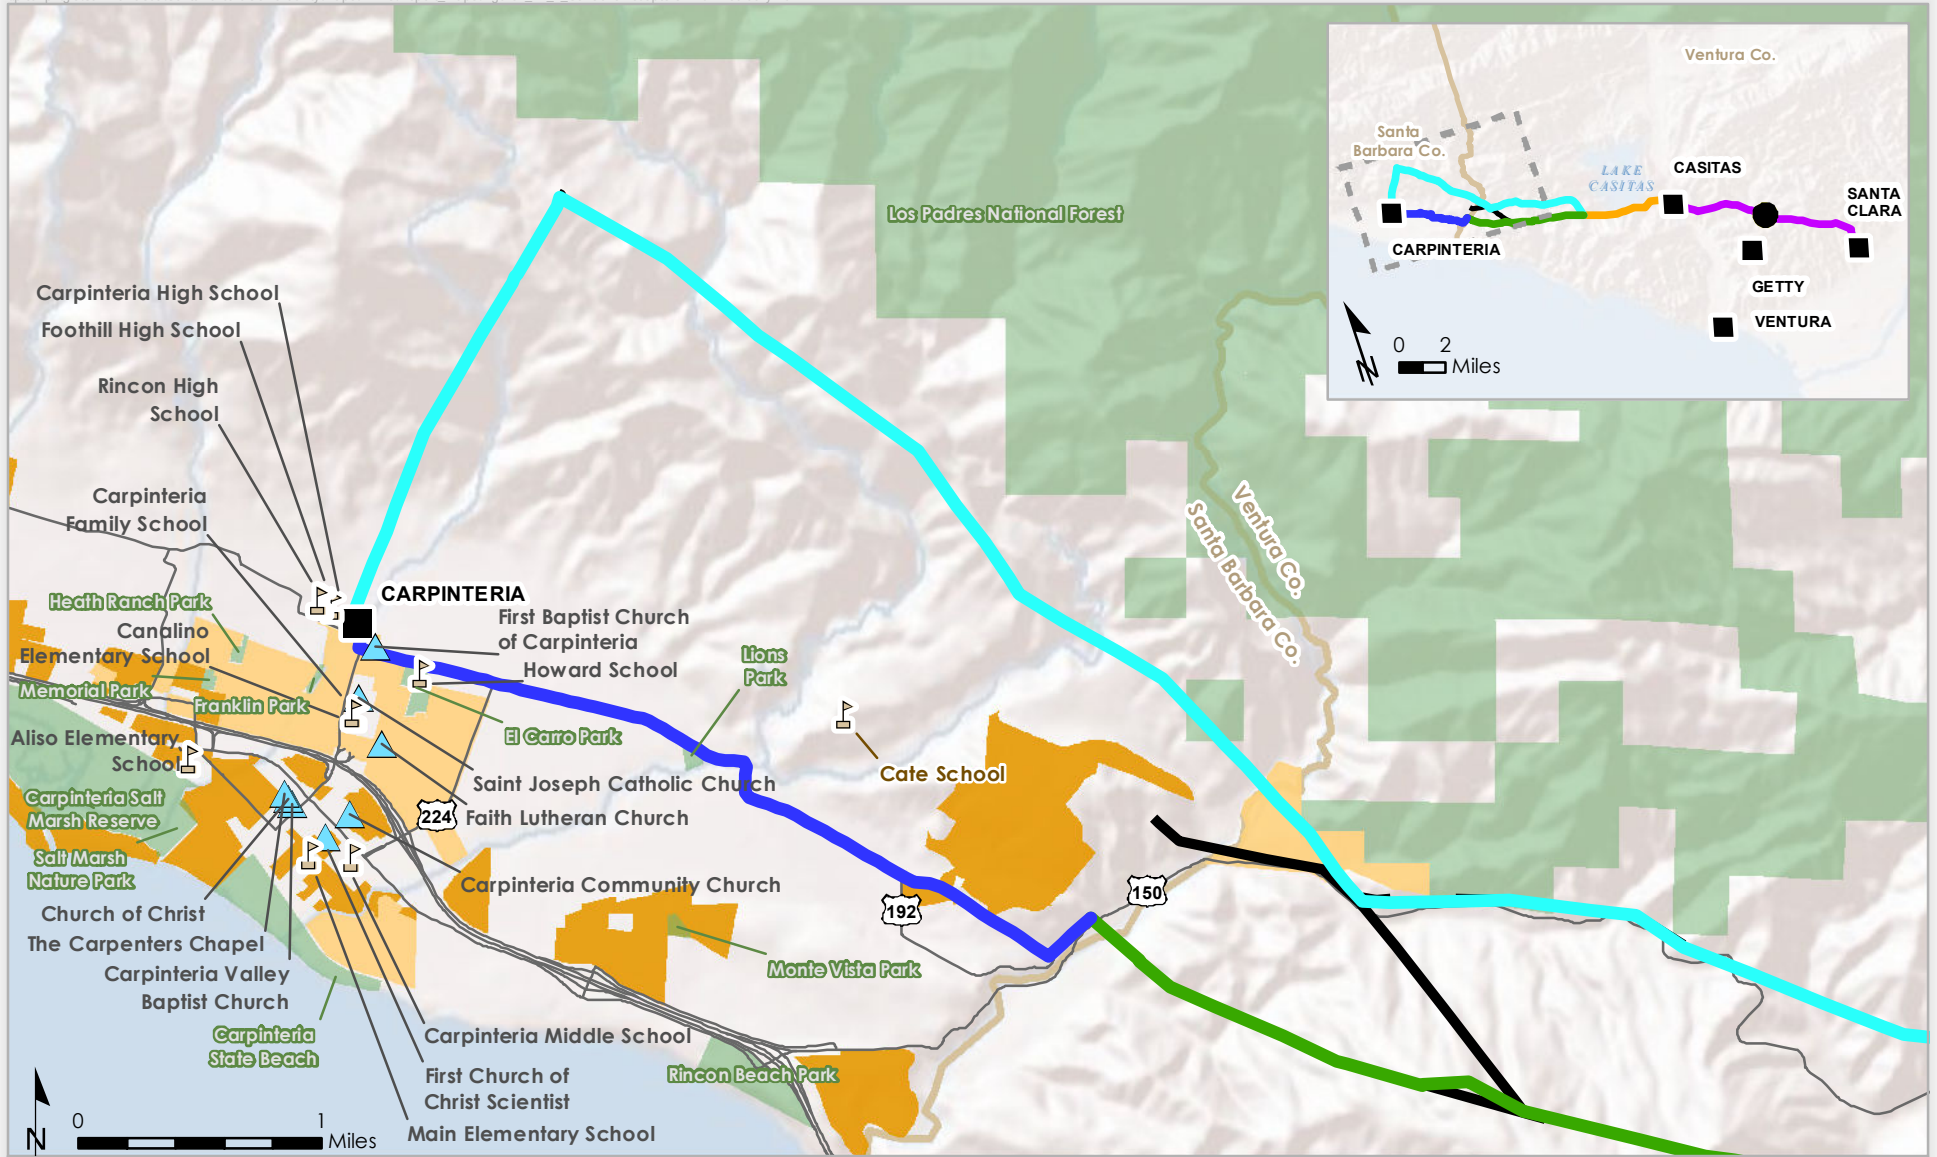 Ventura Co.
Santa
Barbara Co.
LAKE
CASITAS
CASITAS
SANTA
CLARA
CARPINTERIA
GETTY
VENTURA
0 2
Miles
N
Los Padres National Forest
Carpinteria High School
Foothill High School
Rincon High
School
Carpinteria
Family School
Ventura Co.
Santa Barbara Co.
CARPINTERIA
Heath Ranch Park
First Baptist Church
of Carpinteria
Canalino
Elementary School
Howard School
Lions
Park
Memorial Park
Franklin Park
El Carro Park
Aliso Elementary
School
Cate School
Saint Joseph Catholic Church
Carpinteria Salt
Marsh Reserve
224
Faith Lutheran Church
Salt Marsh
Nature Park
Carpinteria Community Church
150
192
Church of Christ
The Carpenters Chapel
Monte Vista Park
Carpinteria Valley
Baptist Church
Carpinteria
State Beach
Carpinteria Middle School
Rincon Beach Park
First Church of
Christ Scientist
Main Elementary School
0 1
Miles
N